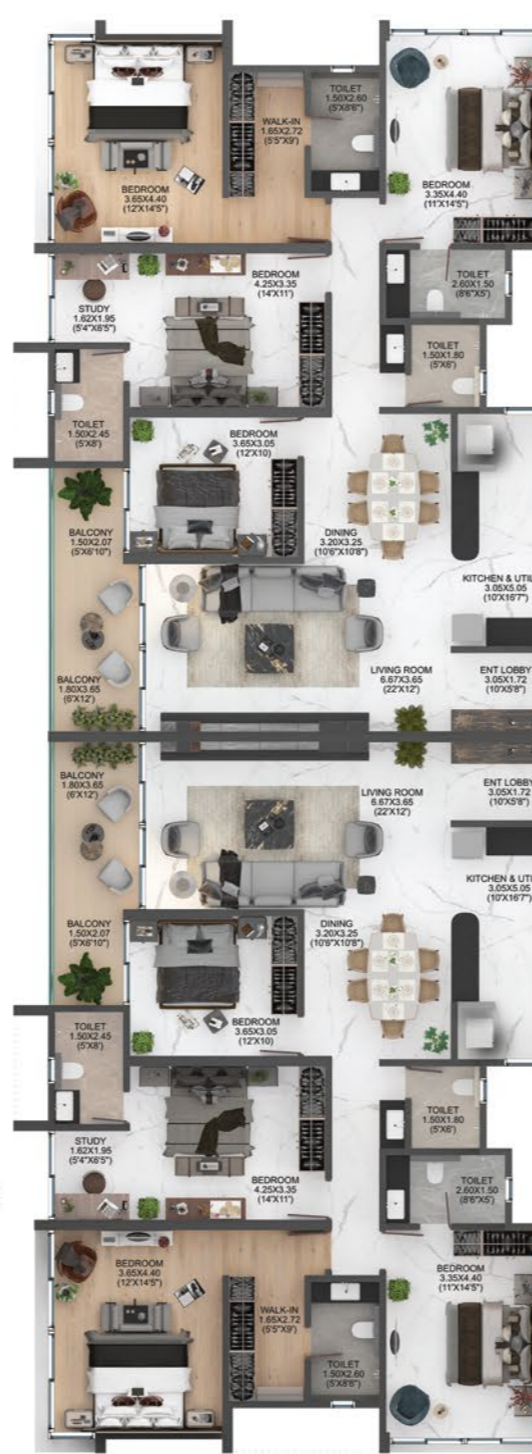 TOILET
1.50X2.60
(5'X8'6")
WALK-IN
1.65X2.72
(5'5"X9')
BEDROOM
3.65X4.40
(12'X14'5")
BEDROOM
3.35X4.40
(11'X14'5")
BEDROOM
4.25X3.35
(14'X11')
TOILET
2.60X1.50
(8'6"X5')
STUDY
1.62X1.95
(5'4"X6'5")
TOILET
1.50X1.80
(5'X6')
TOILET
1.50X2.45
(5'X8')
BEDROOM
3.65X3.05
(12'X10)
BALCONY
1.50X2.07
(5'X6'10")
DINING
3.20X3.25
(10'6"X10'8")
KITCHEN & UTIL
3.05X5.05
(10'X16'7")
BALCONY
1.80X3.65
(6'X12')
LIVING ROOM
6.67X3.65
(22'X12')
ENT LOBBY
3.05X1.72
(10'X5'8")
BALCONY
1.80X3.65
(6'X12')
LIVING ROOM
6.67X3.65
(22'X12')
ENT LOBBY
3.05X1.72
(10'X5'8")
KITCHEN & UTI
3.05X5.05
(10'X16'7")
BALCONY
1.50X2.07
(5'X6'10")
DINING
3.20X3.25
(10'6"X10'8")
BEDROOM
3.65X3.05
(12'X10)
TOILET
1.50X2.45
(5'X8')
TOILET
1.50X1.80
(5'X6')
STUDY
1.62X1.95
(5'4"X6'5")
BEDROOM
4.25X3.35
(14'X11')
TOILET
2.60X1.50
(8'6"X5')
BEDROOM
3.65X4.40
(12'X14'5")
BEDROOM
3.35X4.40
(11'X14'5")
WALK-IN
1.65X2.72
(5'5"X9')
TOILET
1.50X2.60
(5'X8'6")